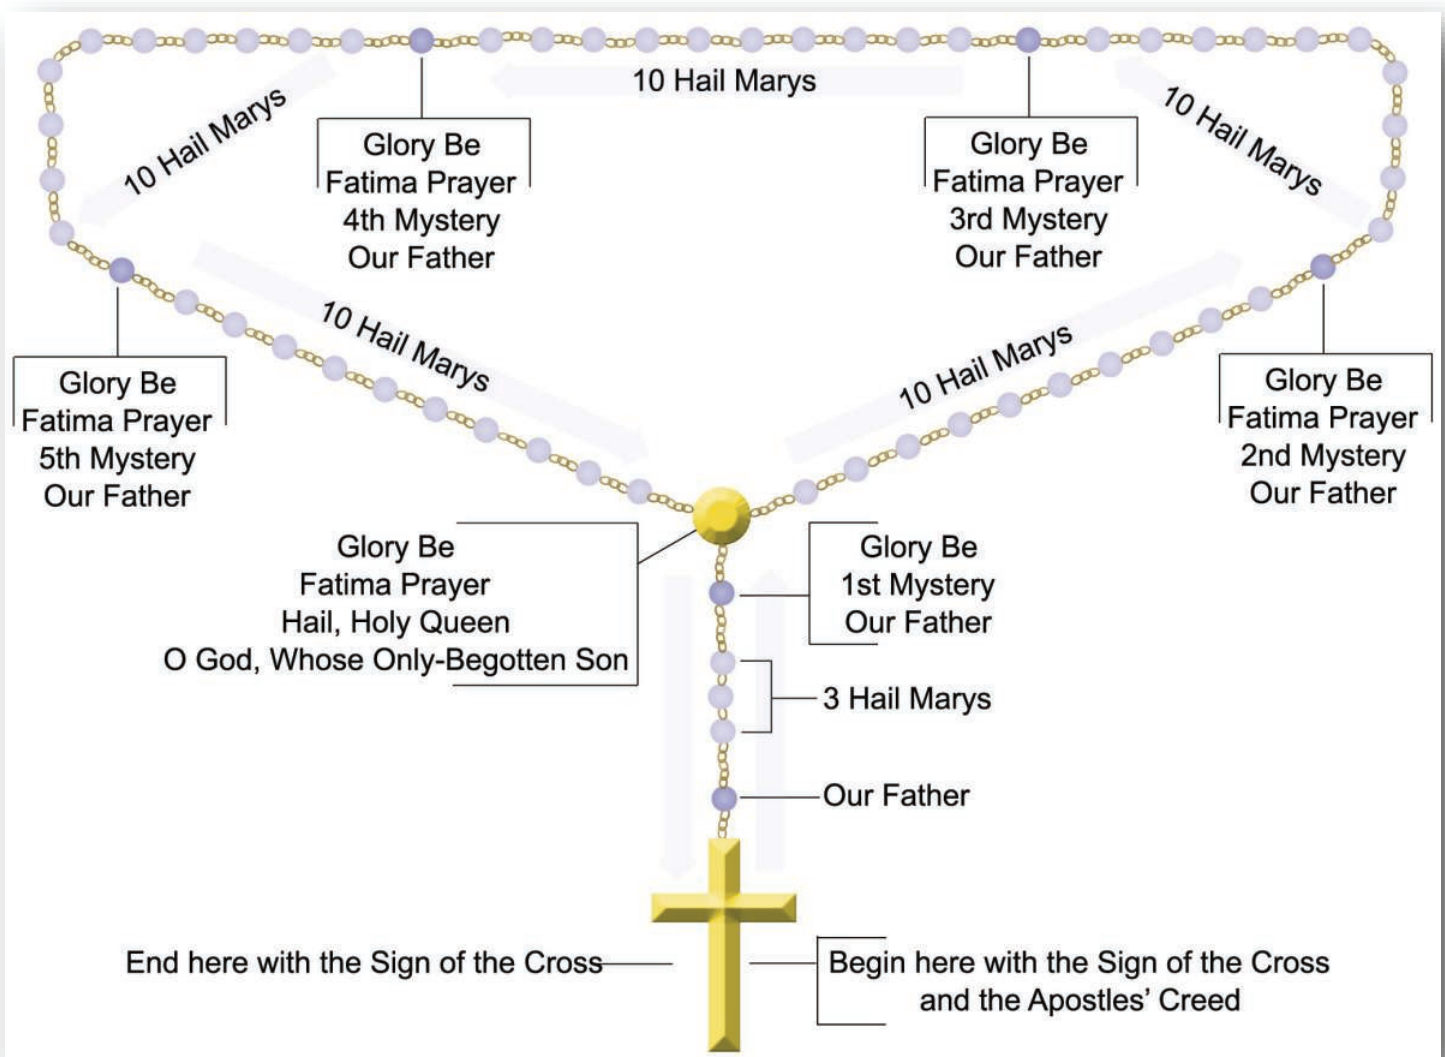 10 Hail Marys
10 Hail Marys
10 Hail Marys
Glory Be
Fatima Prayer
4th Mystery
Our Father
Glory Be
Fatima Prayer
3rd Mystery
Our Father
10 Hail Marys
10 Hail Marys
Glory Be
Fatima Prayer
5th Mystery
Our Father
Glory Be
Fatima Prayer
2nd Mystery
Our Father
Glory Be
Fatima Prayer
Hail, Holy Queen
O God, Whose Only-Begotten Son
Glory Be
1st Mystery
Our Father
3 Hail Marys
Our Father
End here with the Sign of the Cross
Begin here with the Sign of the Cross
and the Apostles’ Creed